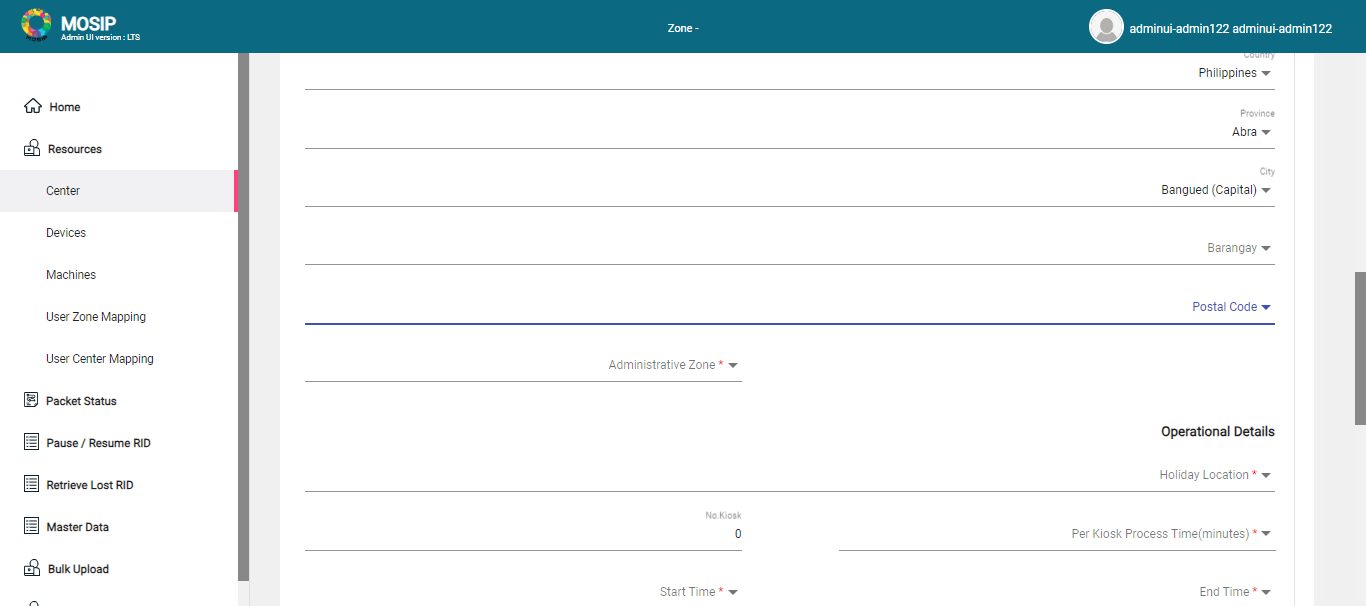 MOSIP
Admin UI version : LTS
Zone -
adminui-admin122 adminui-admin122
Home
Resources
Center
Devices
Machines
User Zone Mapping
User Center Mapping
Packet Status
Pause / Resume RID
Retrieve Lost RID
Master Data
Bulk Upload
Country
Philippines
Province
Abra
City
Bangued (Capital)
Barangay
Postal Code
Administrative Zone *
Operational Details
Holiday Location *
No.Kiosk
0
Per Kiosk Process Time(minutes) *
Start Time *
End Time *